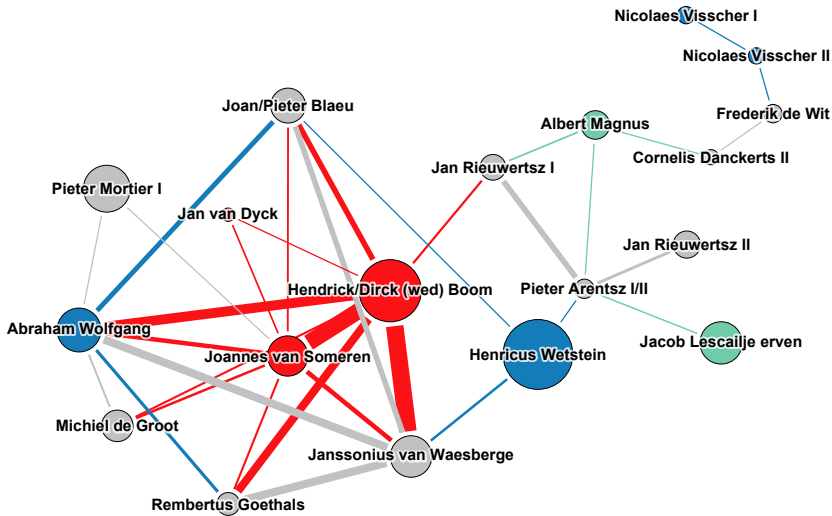 Nicolaes Visscher I
Nicolaes Visscher II
Joan/Pieter Blaeu
Frederik de Wit
Albert Magnus
Cornelis Danckerts II
Jan Rieuwertsz I
Pieter Mortier I
Jan van Dyck
Jan Rieuwertsz II
Hendrick/Dirck (wed) Boom
Pieter Arentsz I/II
Abraham Wolfgang
Jacob Lescailje erven
Joannes van Someren
Henricus Wetstein
Michiel de Groot
Janssonius van Waesberge
Rembertus Goethals